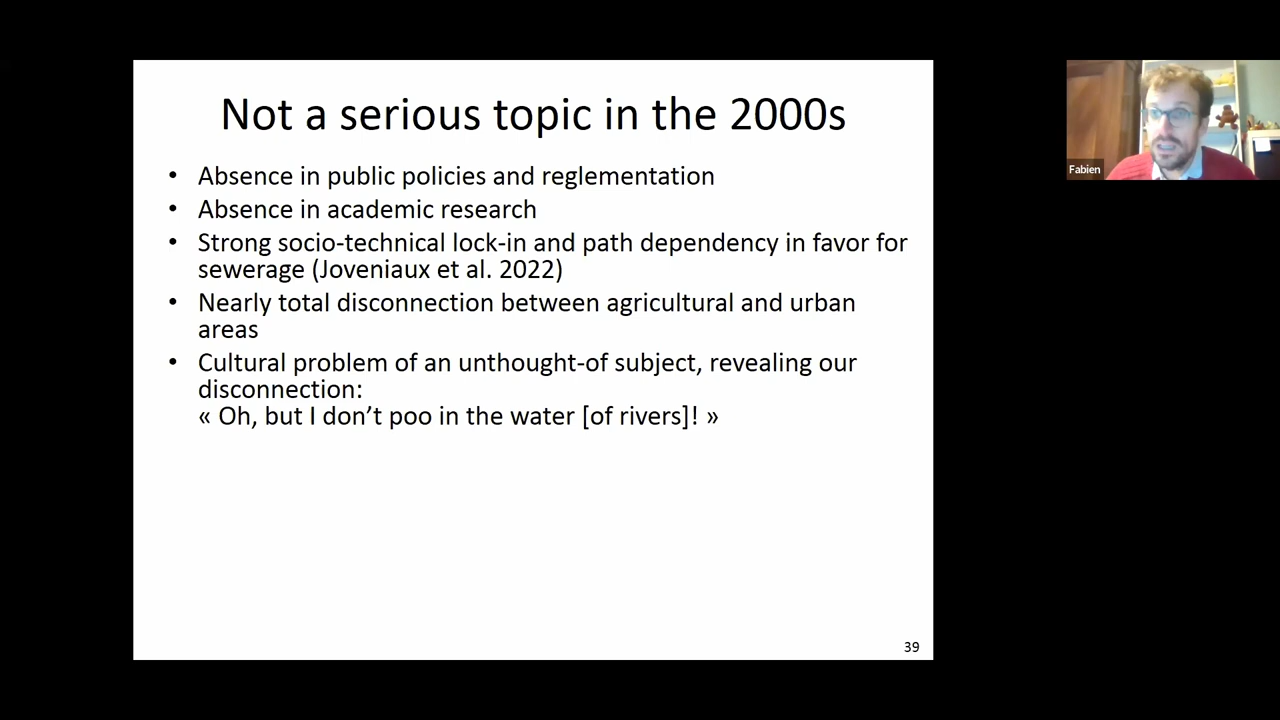 Not a serious topic in the 2000s
• Absence in public policies and reglementation
• Absence in academic research
• Strong socio-technical lock-in and path dependency in favor for
sewerage (Joveniaux et al. 2022)
• Nearly total disconnection between agricultural and urban
areas
• Cultural problem of an unthought-of subject, revealing our
disconnection:
« Oh, but I don’t poo in the water [of rivers]! »
39
Fabien